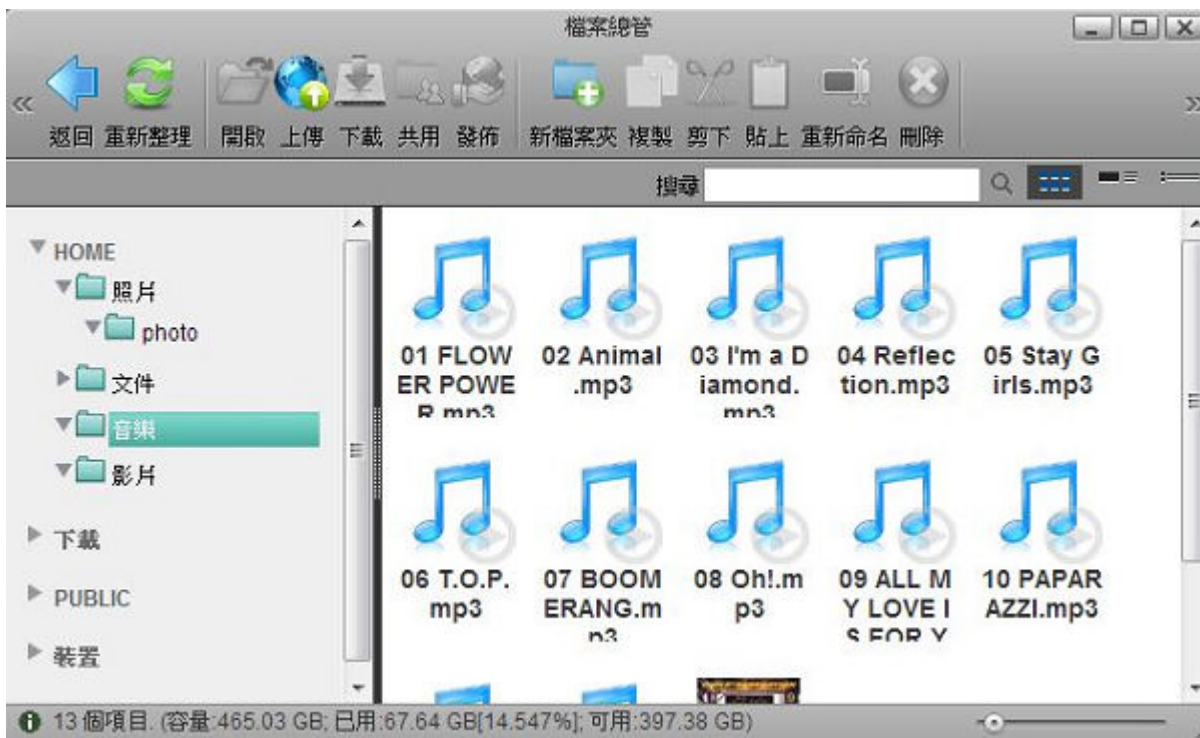 檔案總管
返回 重新整理 開啟 上傳 下載 共用 發佈 新檔案夾 複製 剪下 貼上 重新命名 刪除
搜尋
HOME
照片
photo
文件
音樂
影片
下載
PUBLIC
裝置
01 FLOW
ER POWE
R.mp3
02 Animal
.mp3
03 I'm a D
iamond.
mp3
04 Reflec
tion.mp3
05 Stay G
irls.mp3
06 T.O.P.
mp3
07 BOOM
ERANG.m
p3
08 Oh!.m
p3
09 ALL M
Y LOVE I
S FOR Y
10 PAPAR
AZZI.mp3
13 個項目. (容量:465.03 GB; 已用:67.64 GB[14.547%]; 可用:397.38 GB)